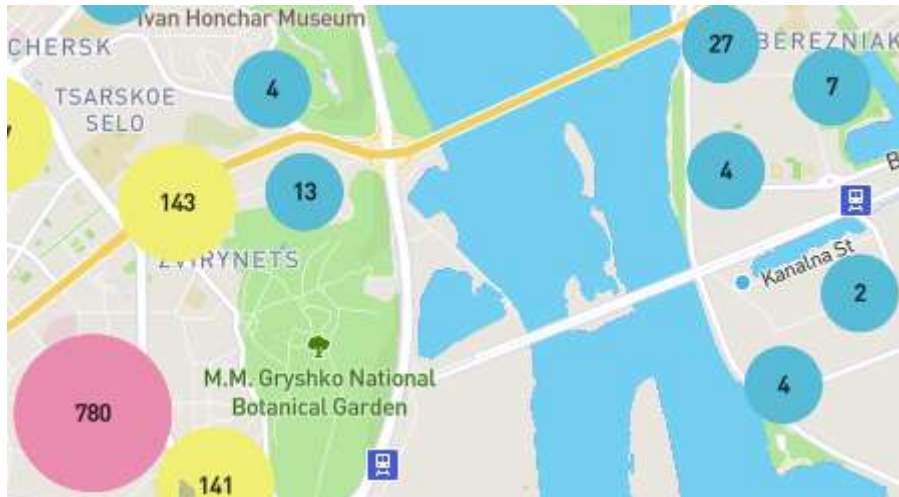 Ivan Honchar Museum
CHERSK
27
BEREZNIAK
4
7
TSARSKOE
SELO
4
13
143
B
ZVIRYNETS
Kanalna St
2
M.M. Gryshko National
Botanical Garden
4
780
141